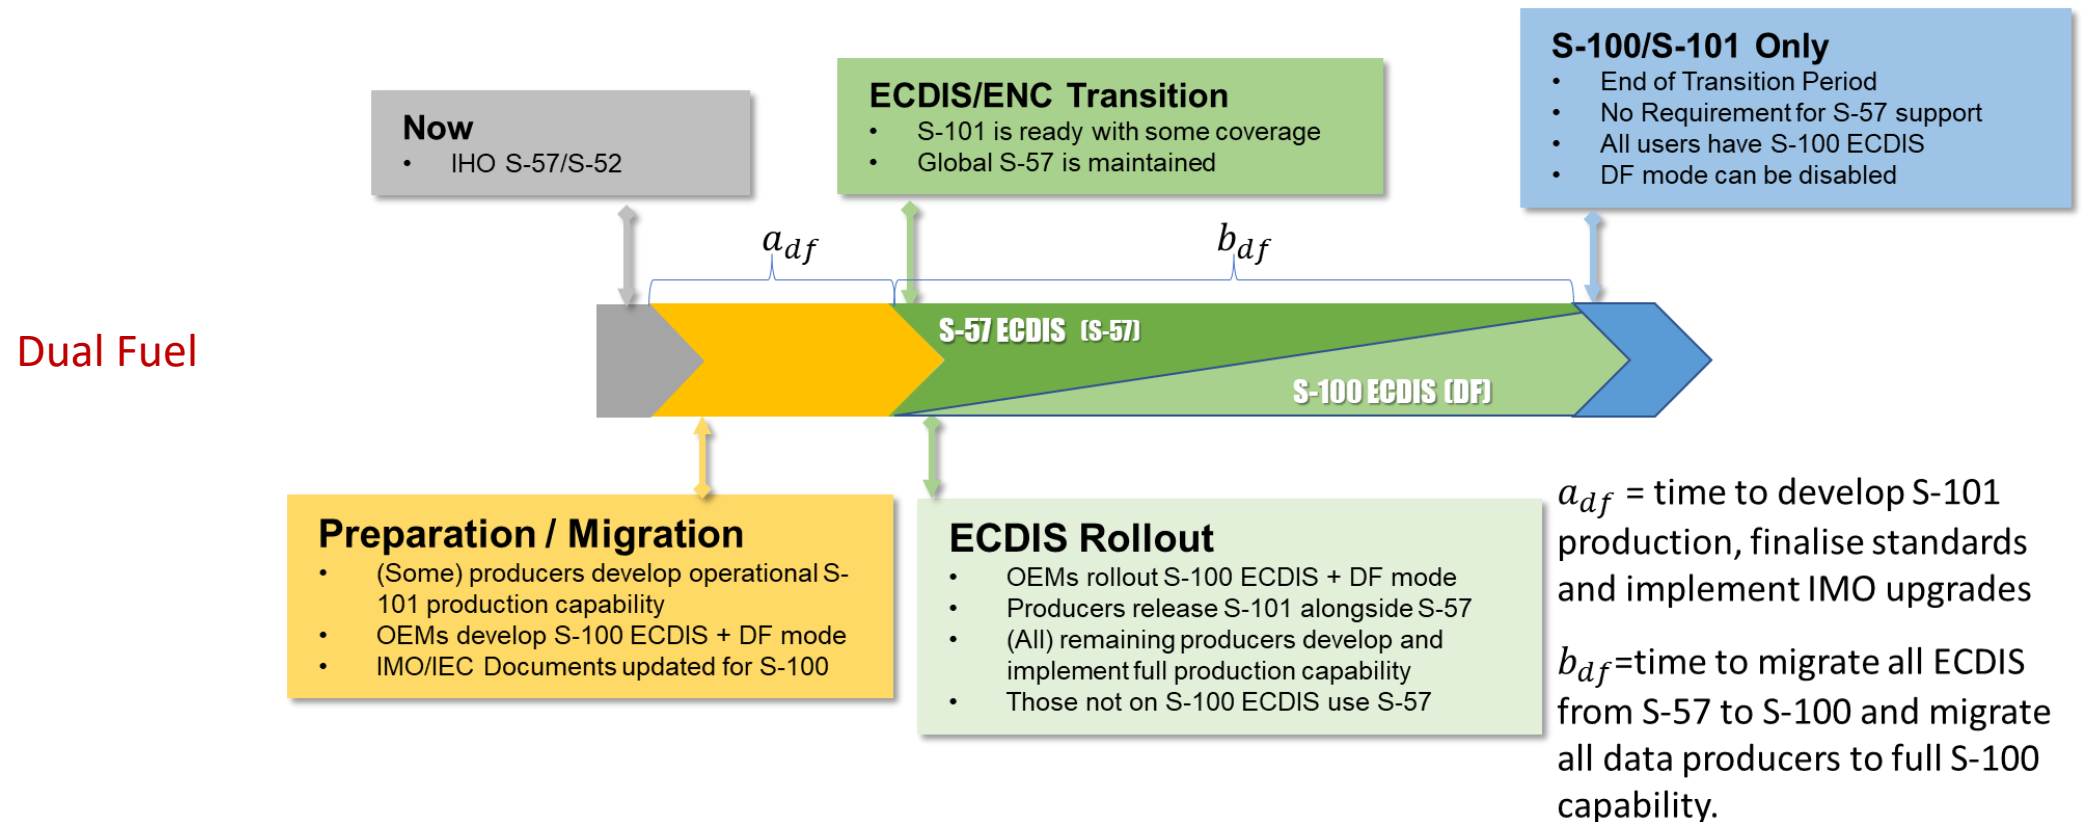 Now
• IHO S-57/S-52
ECDIS/ENC Transition
• S-101 is ready with some coverage
• Global S-57 is maintained
S-100/S-101 Only
• End of Transition Period
• No Requirement for S-57 support
• All users have S-100 ECDIS
• DF mode can be disabled
a_df
b_df
Dual Fuel
S-57 ECDIS (S-57)
S-100 ECDIS (DF)
Preparation / Migration
• (Some) producers develop operational S-
101 production capability
• OEMs develop S-100 ECDIS + DF mode
• IMO/IEC Documents updated for S-100
ECDIS Rollout
• OEMs rollout S-100 ECDIS + DF mode
• Producers release S-101 alongside S-57
• (All) remaining producers develop and
implement full production capability
• Those not on S-100 ECDIS use S-57
a_df = time to develop S-101
production, finalise standards
and implement IMO upgrades
b_df=time to migrate all ECDIS
from S-57 to S-100 and migrate
all data producers to full S-100
capability.